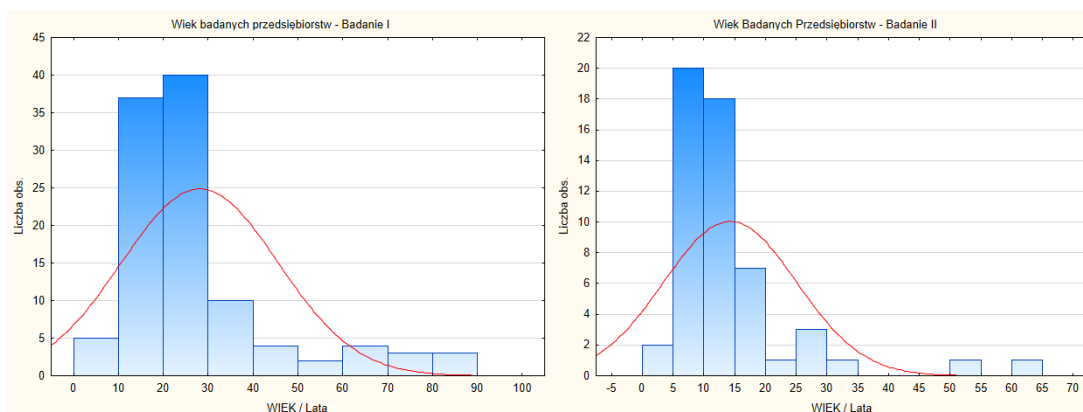 Wiek badanych przedsiębiorstw - Badanie I
45
40
35
30
25
20
15
10
5
0
Liczba obs.
0 10 20 30 40 50 60 70 80 90 100
WIEK / Lata
Wiek Badanych Przedsiębiorstw - Badanie II
22
20
18
16
14
12
10
8
6
4
2
0
Liczba obs.
-5 0 5 10 15 20 25 30 35 40 45 50 55 60 65 70
WIEK / Lata